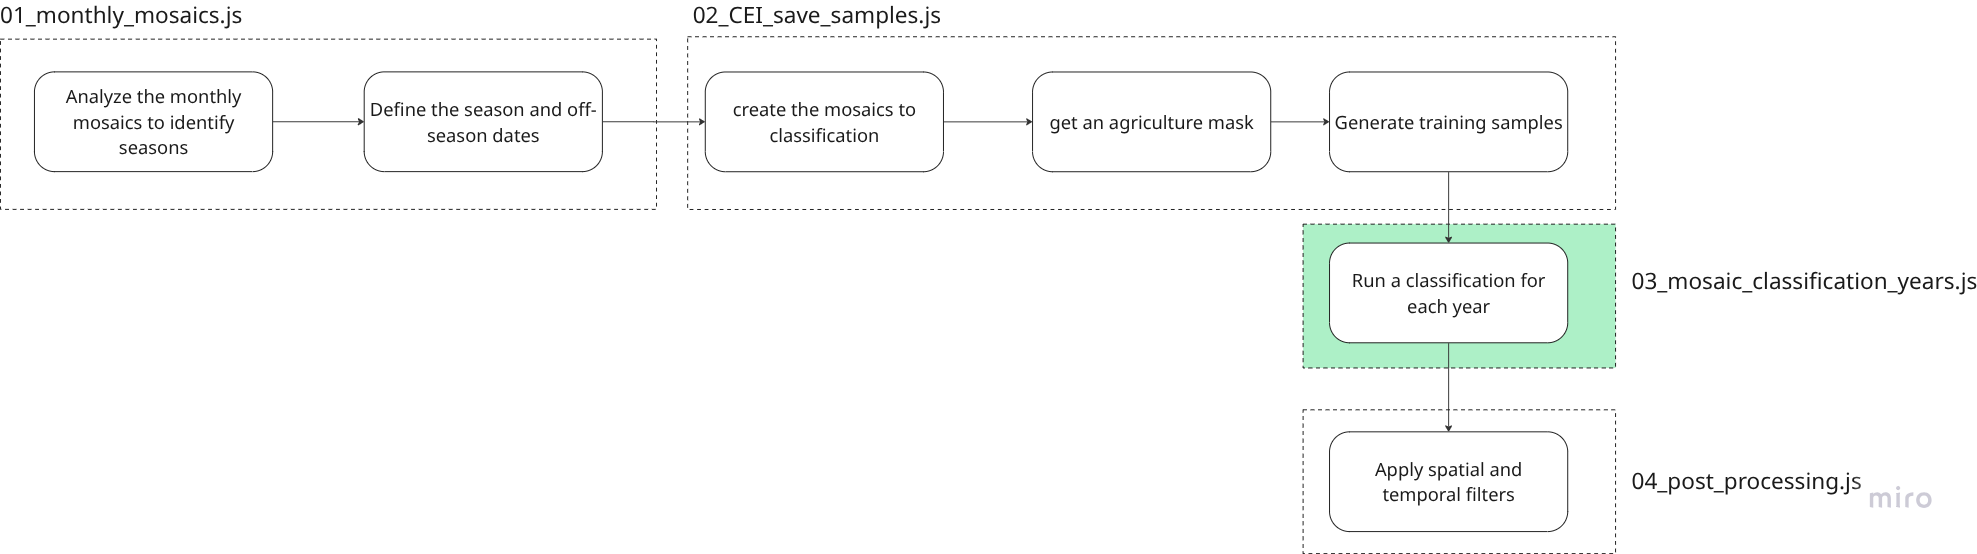 01_monthly_mosaics.js
02_CEI_save_samples.js
Analyze the monthly
mosaics to identify
seasons
Define the season and off-
season dates
create the mosaics to
classification
get an agriculture mask
Generate training samples
Run a classification for
each year
03_mosaic_classification_years.js
Apply spatial and
temporal filters
04_post_processing.js
miro